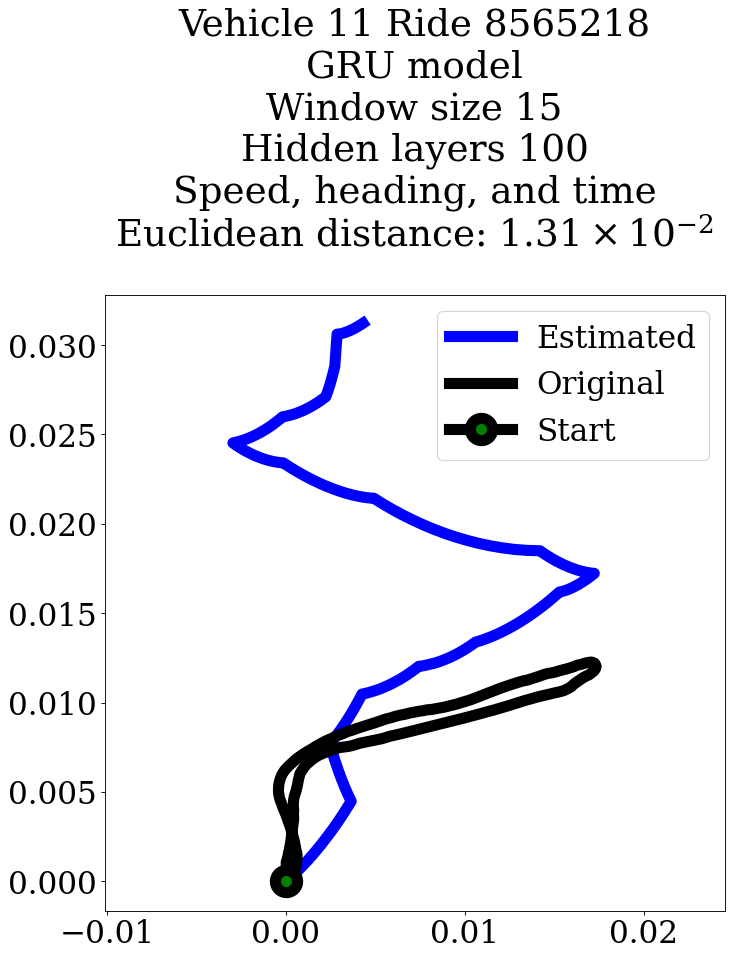 Vehicle 11 Ride 8565218
GRU model
Window size 15
Hidden layers 100
Speed, heading, and time
Euclidean distance: 1.31 × 10⁻²
Estimated
Original
Start
0.030
0.025
0.020
0.015
0.010
0.005
0.000
−0.01 0.00 0.01 0.02